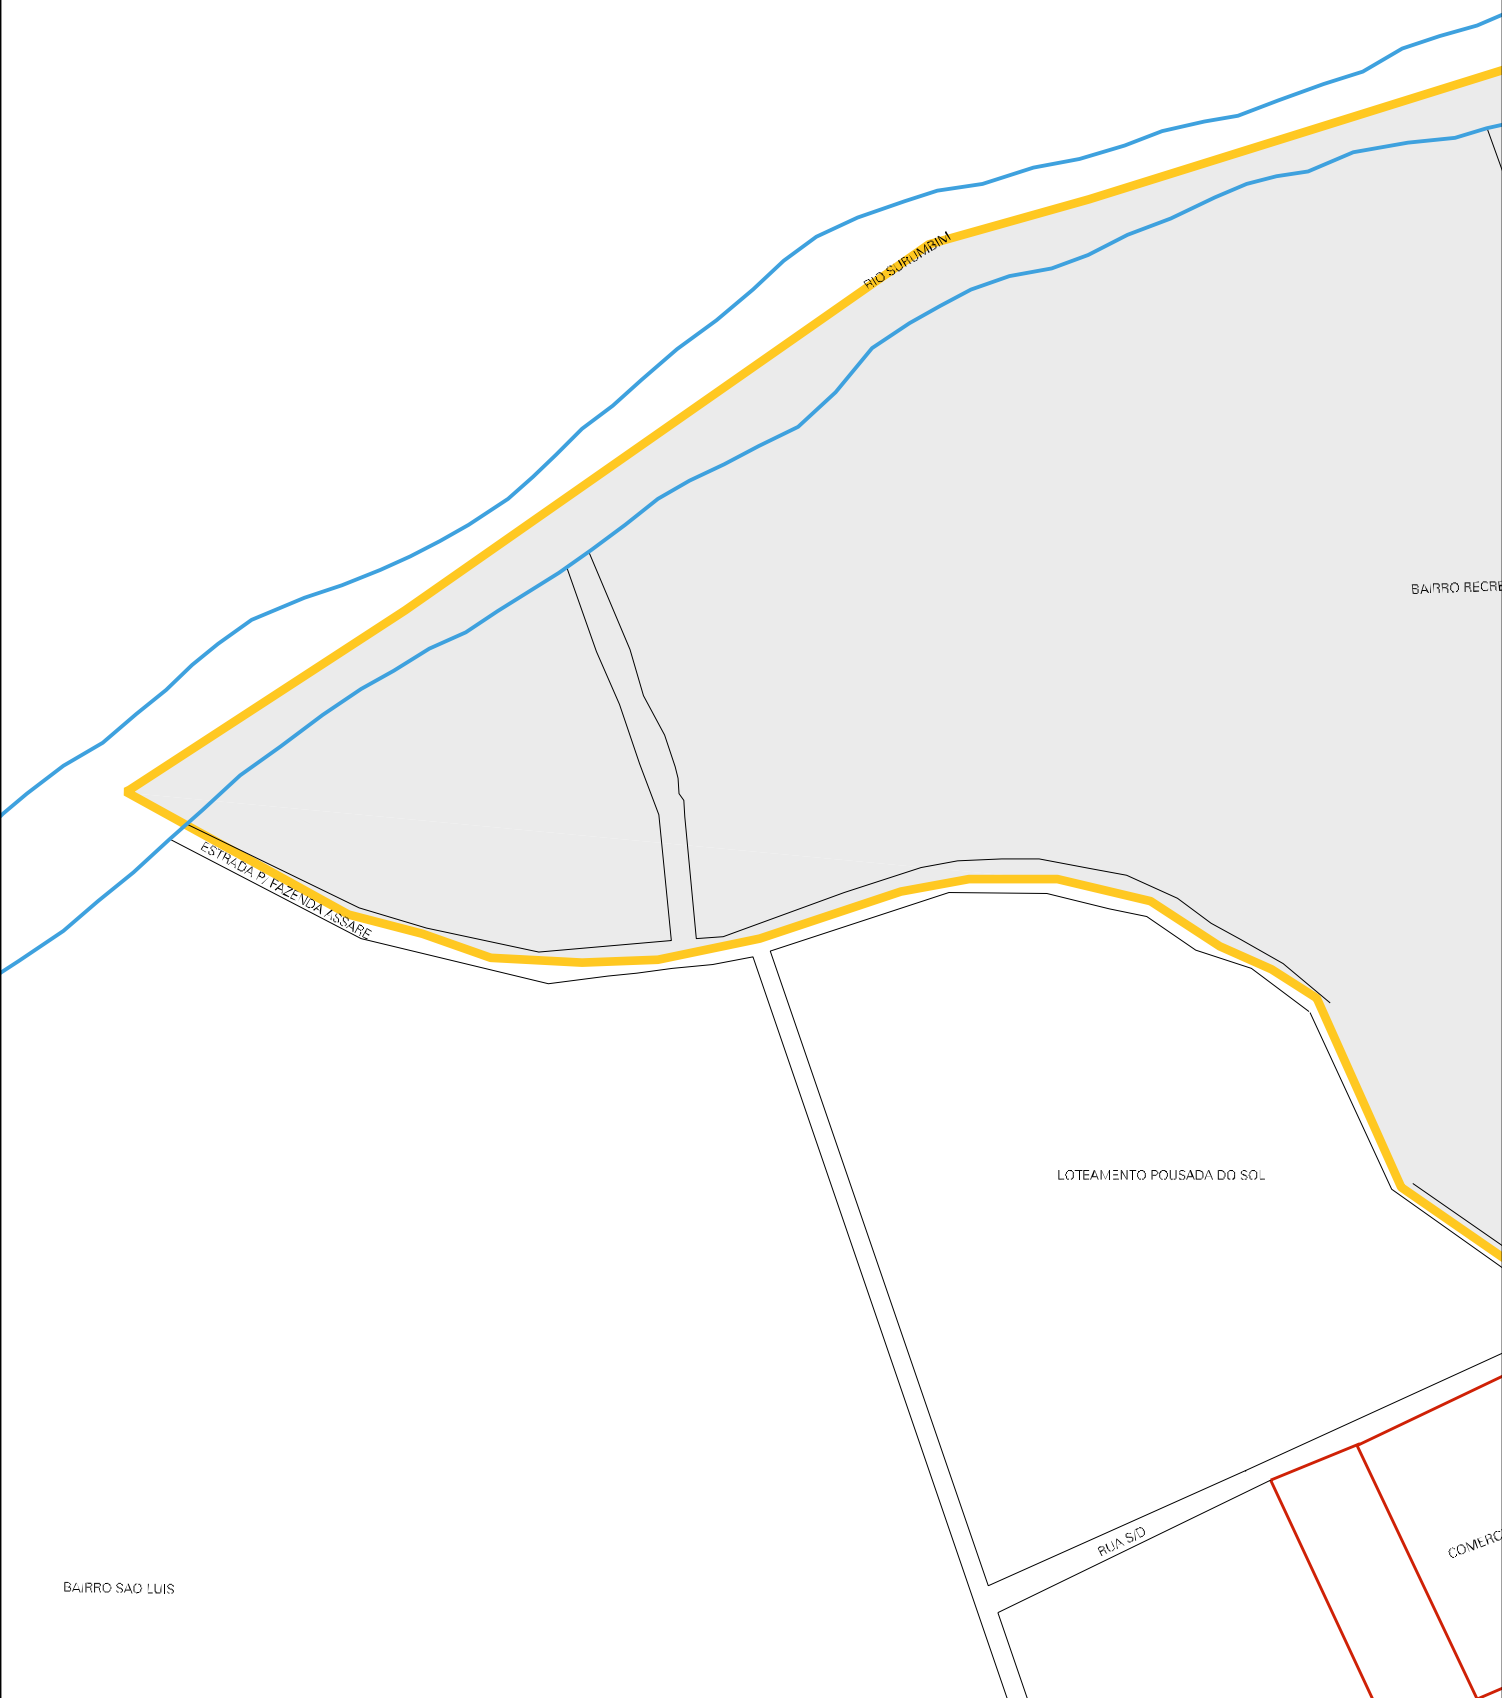 RIO SURUMBIM
BAIRRO RECRE
ESTRADA P/ FAZENDA ASSARE
LOTEAMENTO POUSADA DO SOL
RUA S/D
COMERC
BAIRRO SAO LUIS